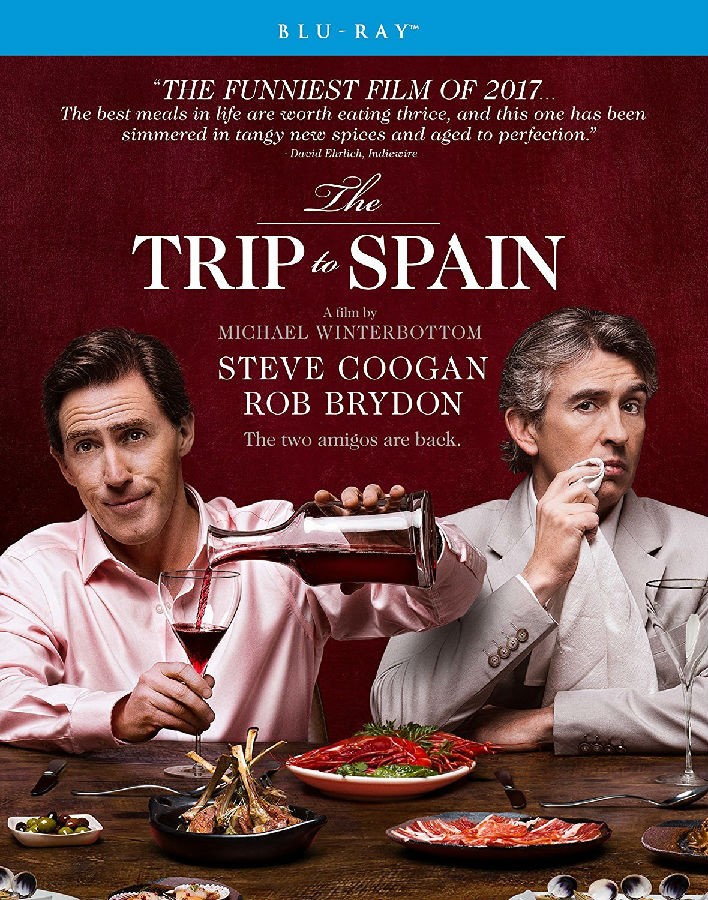 BLU-RAY™
“THE FUNNIEST FILM OF 2017...
The best meals in life are worth eating thrice, and this one has been
simmered in tangy new spices and aged to perfection.”
- David Ehrlich, Indiewire
The
TRIP to SPAIN
A film by
MICHAEL WINTERBOTTOM
STEVE COOGAN
ROB BRYDON
The two amigos are back.